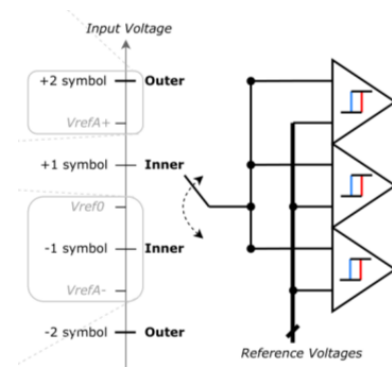 Input Voltage
+2 symbol Outer
VrefA+
+1 symbol Inner
Vref0
-1 symbol Inner
VrefA-
-2 symbol Outer
Reference Voltages